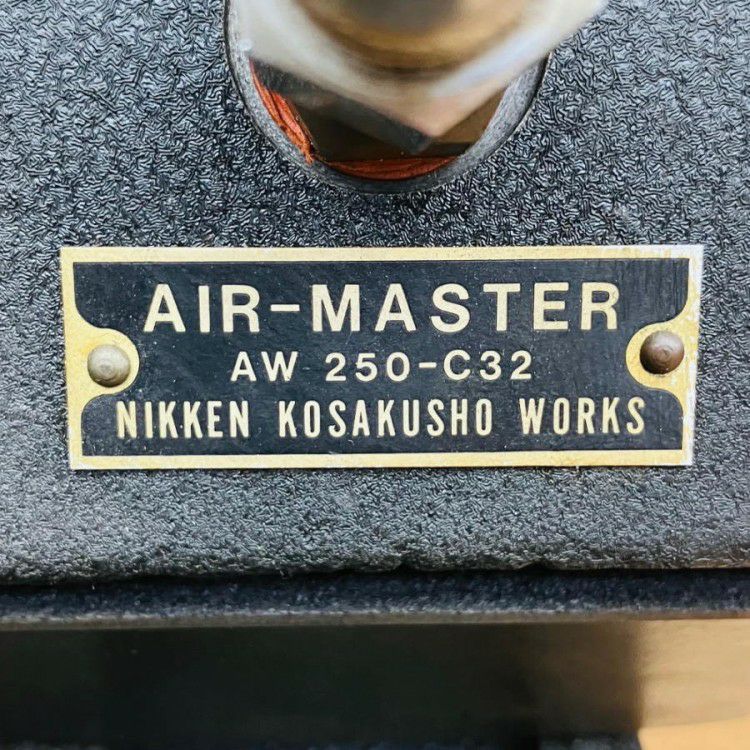 AIR-MASTER
AW 250-C32
NIKKEN KOSAKUSHO WORKS